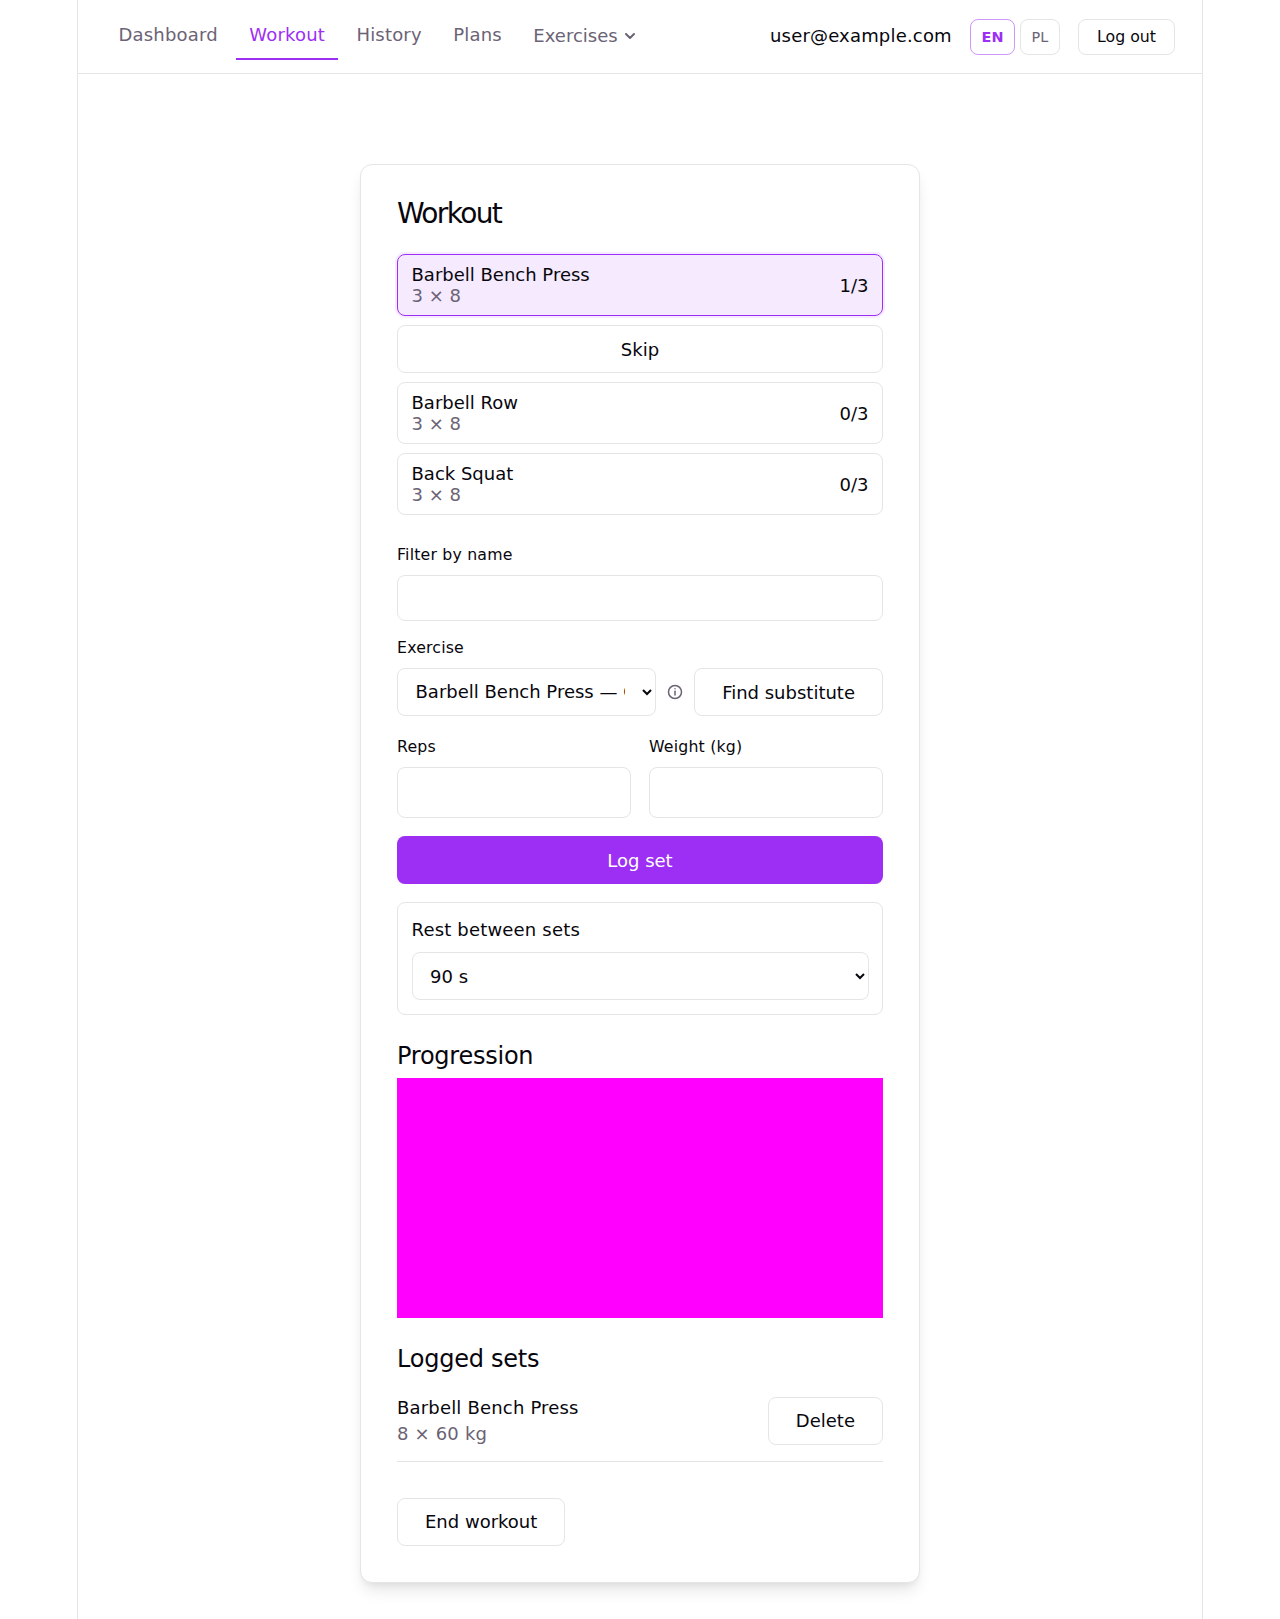 Dashboard Workout History Plans Exercises user@example.com EN PL Log out
Workout
Barbell Bench Press
3 × 8
1/3
Skip
Barbell Row
3 × 8
0/3
Back Squat
3 × 8
0/3
Filter by name
Exercise
Barbell Bench Press — Find substitute
Reps Weight (kg)
Log set
Rest between sets
90 s
Progression
Logged sets
Barbell Bench Press
8 × 60 kg
Delete
End workout